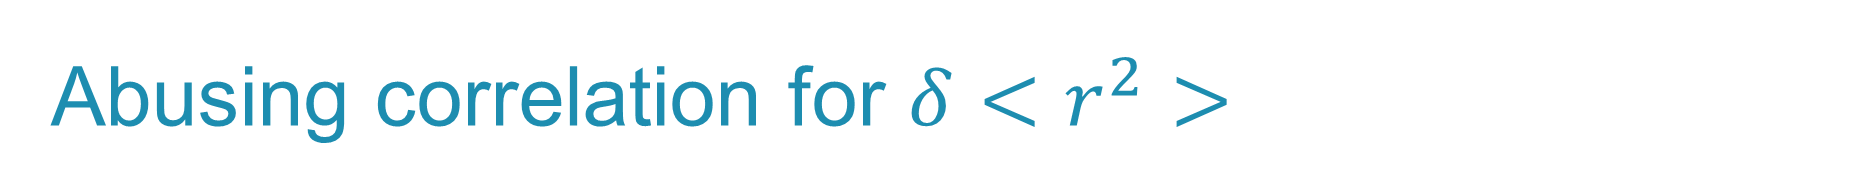 Abusing correlation for 𝛿 < 𝑟² >